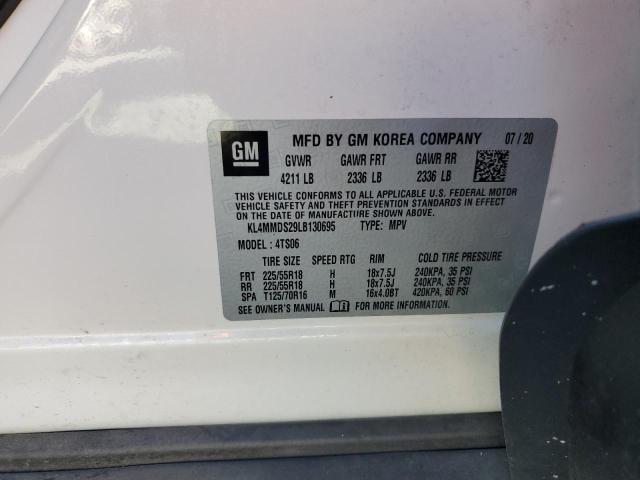 GM MFD BY GM KOREA COMPANY 07/20
GVWR GAWR FRT GAWR RR
4211 LB 2336 LB 2336 LB
THIS VEHICLE CONFORMS TO ALL APPLICABLE U.S. FEDERAL MOTOR
VEHICLE SAFETY, BUMPER, AND THEFT PREVENTION STANDARDS IN
EFFECT ON THE DATE OF MANUFACTURE SHOWN ABOVE.
KL4MMDS29LB130695 TYPE: MPV
MODEL: 4TS06
TIRE SIZE SPEED RTG RIM COLD TIRE PRESSURE
FRT 225/55R18 H 18x7.5J 240KPA, 35 PSI
RR 225/55R18 H 18x7.5J 240KPA, 35 PSI
SPA T125/70R16 M 16x4.0BT 420KPA, 60 PSI
SEE OWNER'S MANUAL FOR MORE INFORMATION.